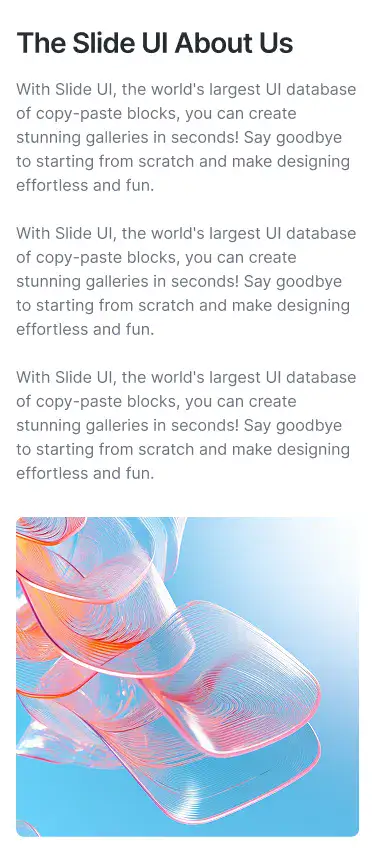 The Slide UI About Us
With Slide UI, the world's largest UI database
of copy-paste blocks, you can create
stunning galleries in seconds! Say goodbye
to starting from scratch and make designing
effortless and fun.
With Slide UI, the world's largest UI database
of copy-paste blocks, you can create
stunning galleries in seconds! Say goodbye
to starting from scratch and make designing
effortless and fun.
With Slide UI, the world's largest UI database
of copy-paste blocks, you can create
stunning galleries in seconds! Say goodbye
to starting from scratch and make designing
effortless and fun.